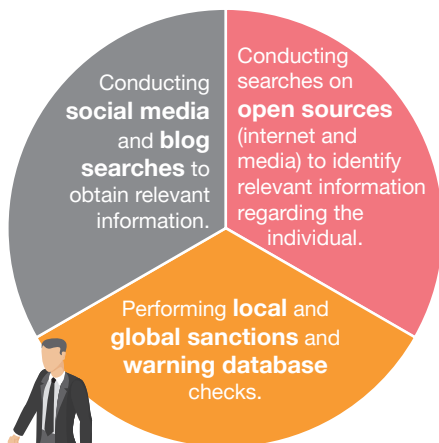 Conducting
social media
and blog
searches to
obtain relevant
information.
Conducting
searches on
open sources
(internet and
media) to identify
relevant information
regarding the
individual.
Performing local and
global sanctions and
warning database
checks.